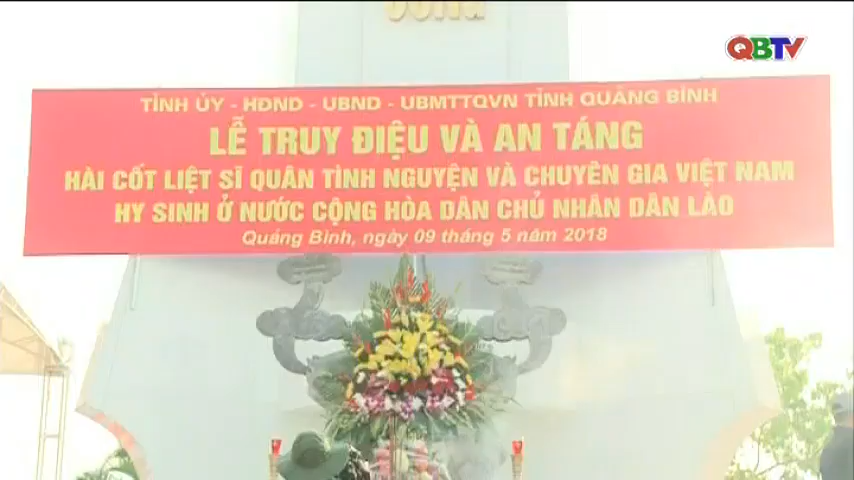 CÔNG
QBTV
TỈNH ỦY - HĐND - UBND - UBMTTQVN TỈNH QUẢNG BÌNH
LỄ TRUY ĐIỆU VÀ AN TÁNG
HÀI CỐT LIỆT SĨ QUÂN TÌNH NGUYỆN VÀ CHUYÊN GIA VIỆT NAM
HY SINH Ở NƯỚC CỘNG HÒA DÂN CHỦ NHÂN DÂN LÀO
Quảng Bình, ngày 09 tháng 5 năm 2018